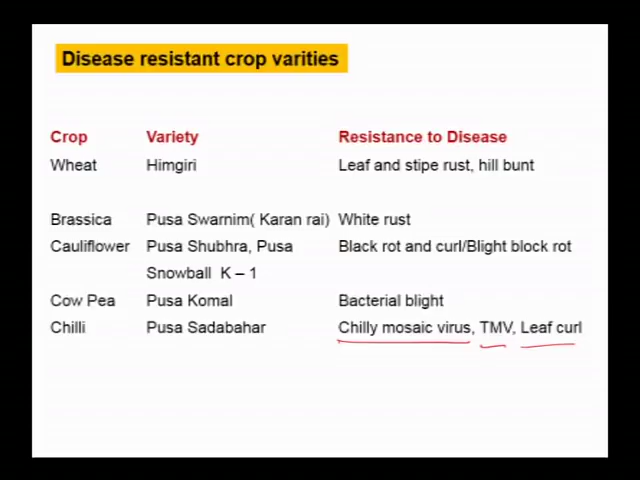 Disease resistant crop varities
Crop Variety Resistance to Disease
Wheat Himgiri Leaf and stipe rust, hill bunt
Brassica Pusa Swarnim( Karan rai) White rust
Cauliflower Pusa Shubhra, Pusa Black rot and curl/Blight block rot
Snowball K – 1
Cow Pea Pusa Komal Bacterial blight
Chilli Pusa Sadabahar Chilly mosaic virus, TMV, Leaf curl